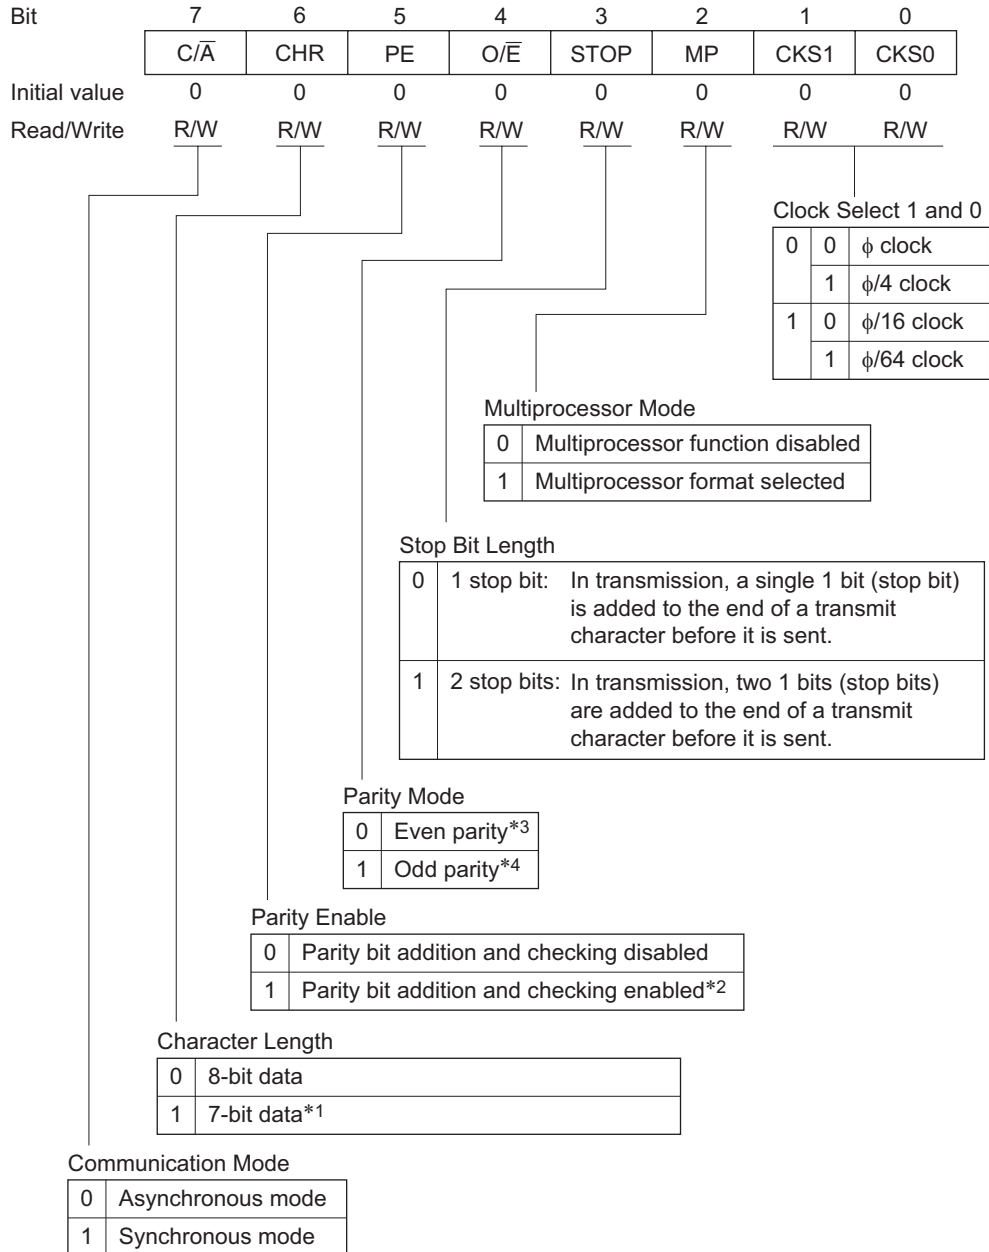 Bit 7 6 5 4 3 2 1 0
C/A̅ CHR PE O/E̅ STOP MP CKS1 CKS0
Initial value 0 0 0 0 0 0 0 0
Read/Write R/W R/W R/W R/W R/W R/W R/W R/W
Clock Select 1 and 0
0 0 ϕ clock
1 ϕ/4 clock
1 0 ϕ/16 clock
1 ϕ/64 clock
Multiprocessor Mode
0 Multiprocessor function disabled
1 Multiprocessor format selected
Stop Bit Length
0 1 stop bit: In transmission, a single 1 bit (stop bit)
is added to the end of a transmit
character before it is sent.
1 2 stop bits: In transmission, two 1 bits (stop bits)
are added to the end of a transmit
character before it is sent.
Parity Mode
0 Even parity*3
1 Odd parity*4
Parity Enable
0 Parity bit addition and checking disabled
1 Parity bit addition and checking enabled*2
Character Length
0 8-bit data
1 7-bit data*1
Communication Mode
0 Asynchronous mode
1 Synchronous mode